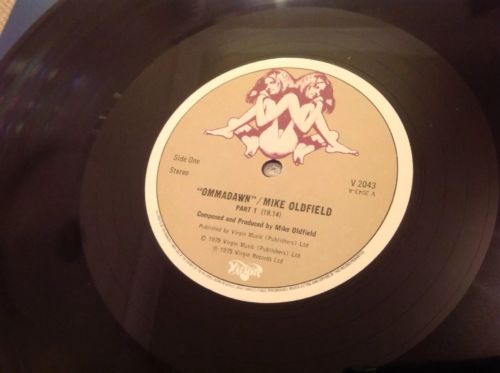 Side One
Stereo
V 2043
V 2043-A
"OMMADAWN"/MIKE OLDFIELD
PART 1 (19,14)
Composed and Produced by Mike Oldfield
Published by Virgin Music (Publishers) Ltd
℗ 1975 Virgin Music (Publishers) Ltd
© 1975 Virgin Records Ltd
Virgin